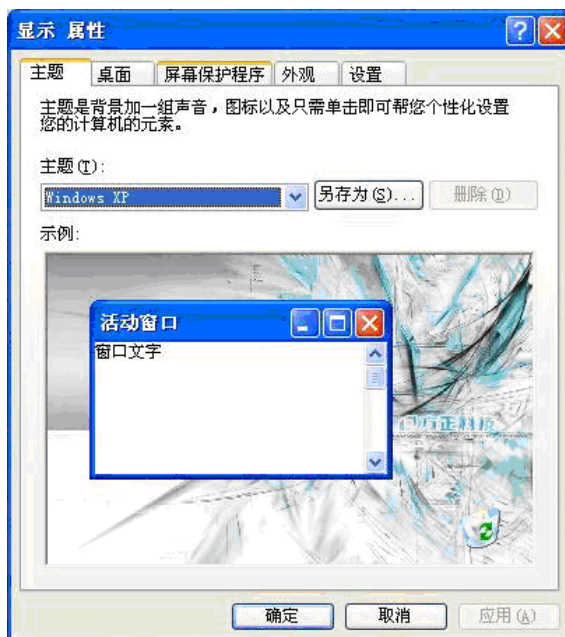 显示 属性
主题 桌面 屏幕保护程序 外观 设置
主题是背景加一组声音，图标以及只需单击即可帮您个性化设置
您的计算机的元素。
主题(T):
Windows XP 另存为(S)... 删除(D)
示例:
活动窗口
窗口文字
方正科技
确定 取消 应用(A)